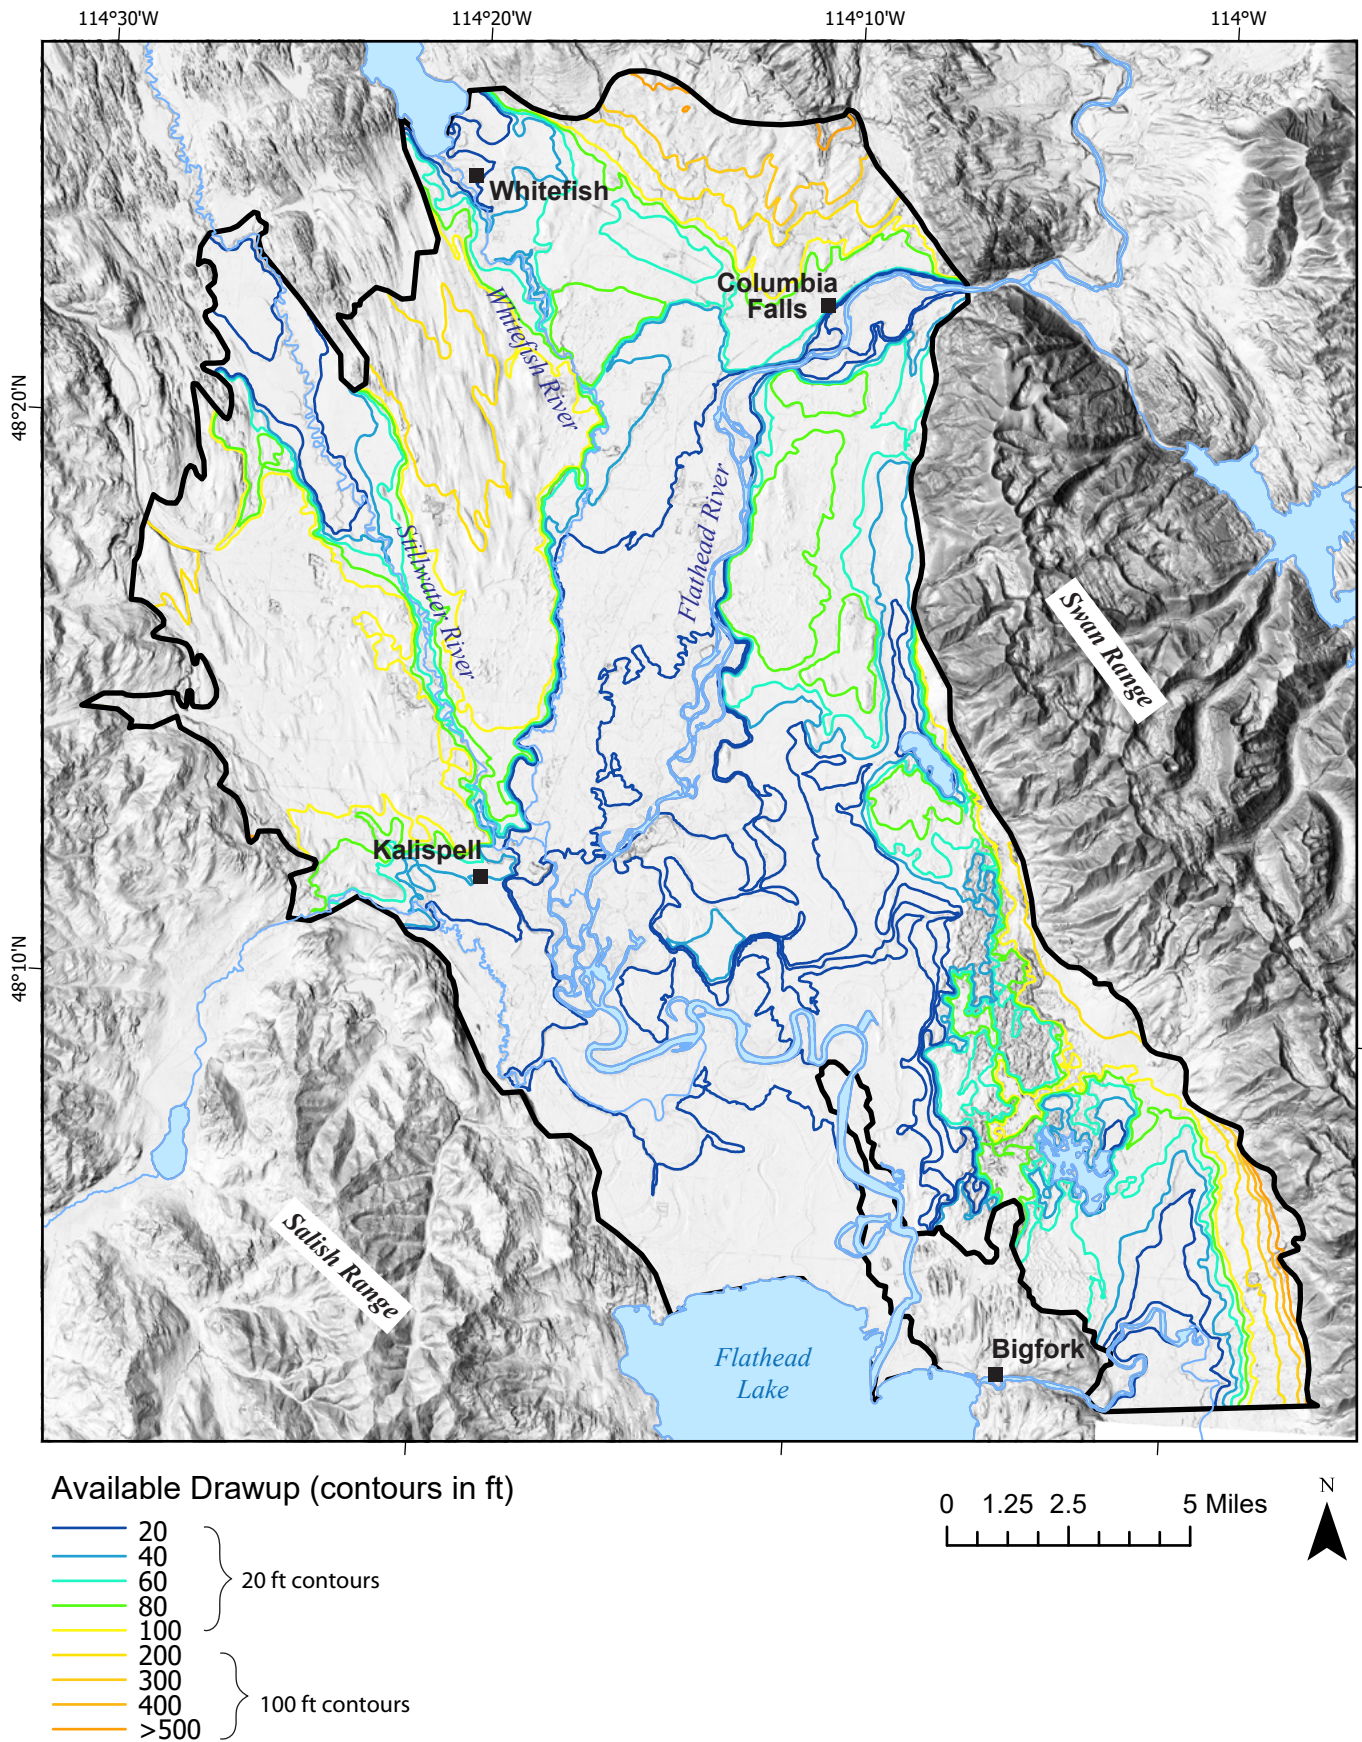 114°30'W
114°20'W
114°10'W
114°W
48°20'N
48°10'N
Whitefish
Columbia
Falls
Whitefish River
Flathead River
Stillwater River
Swan Range
Kalispell
Salish Range
Flathead
Lake
Bigfork
Available Drawup (contours in ft)
20
40
60
80
100
20 ft contours
200
300
400
>500
100 ft contours
0 1.25 2.5 5 Miles
N